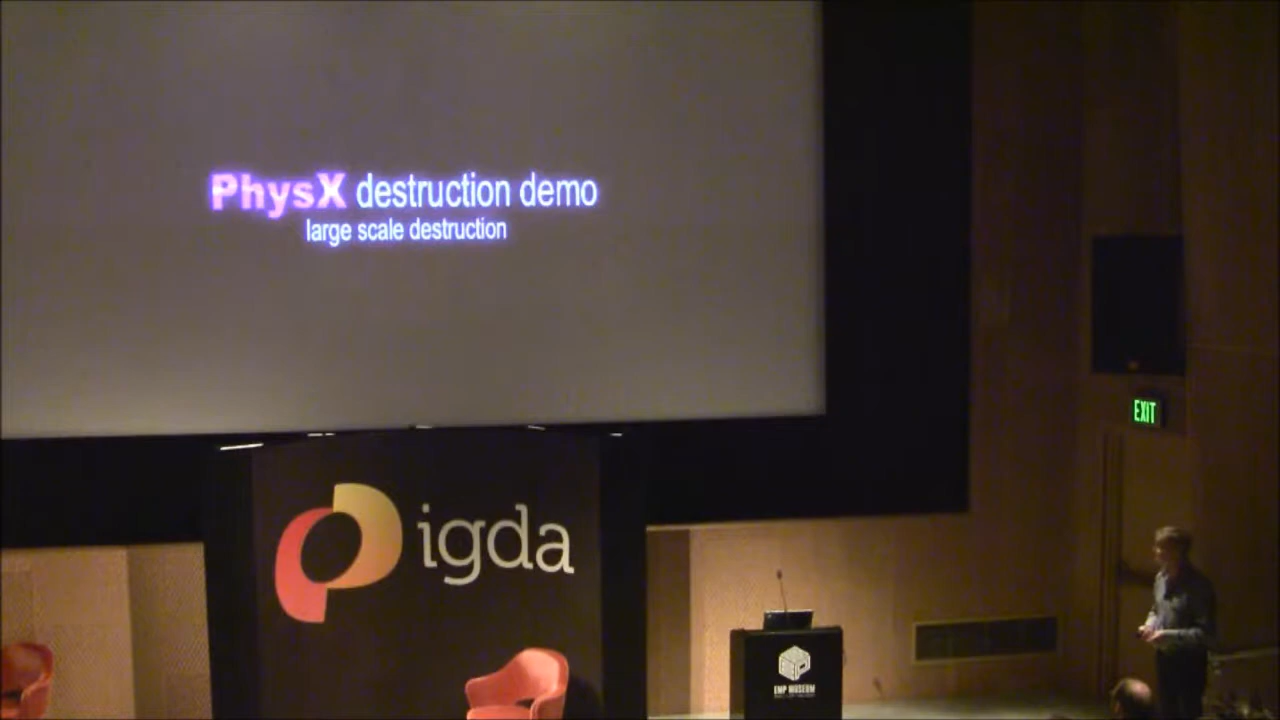 PhysX destruction demo
large scale destruction
EXIT
igda
EMP MUSEUM